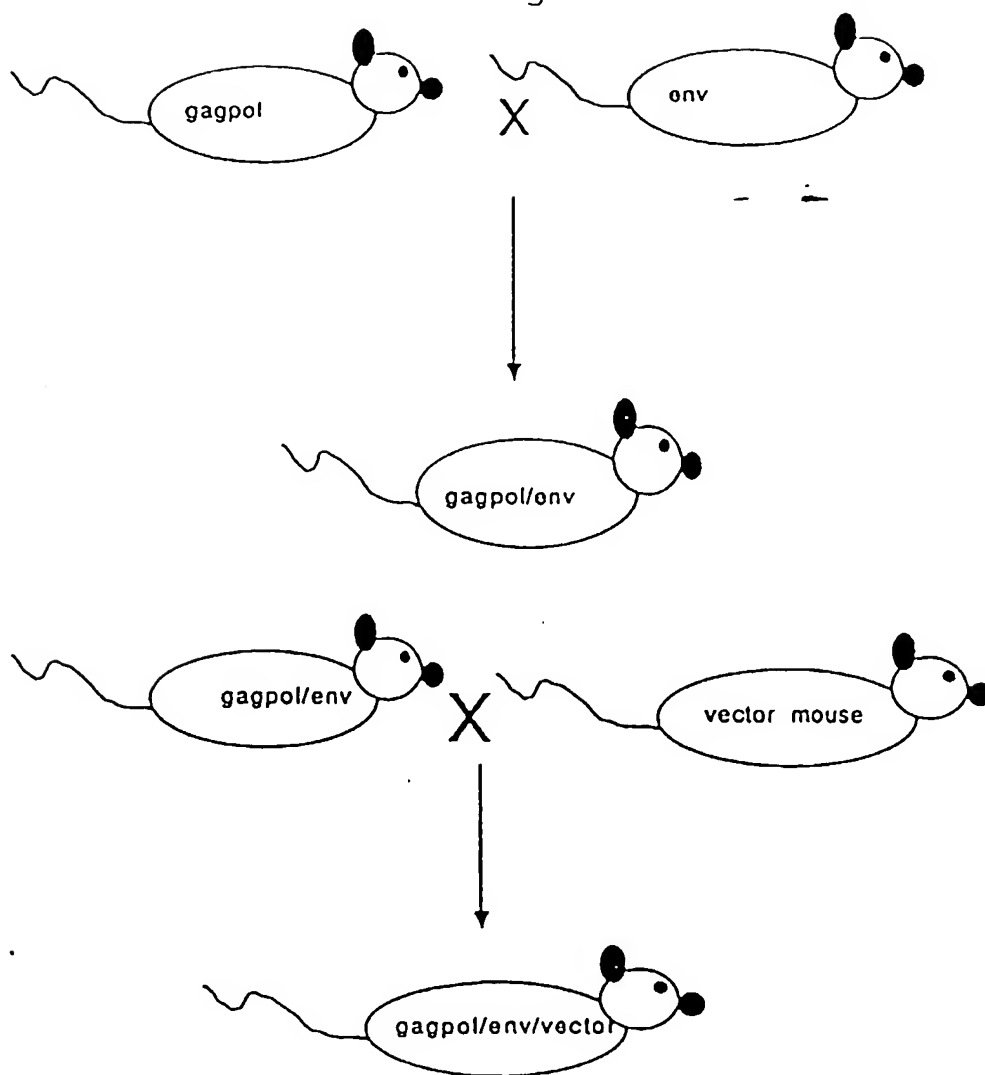 gagpol
X
env
gagpol/env
gagpol/env
X
vector mouse
gagpol/env/vector